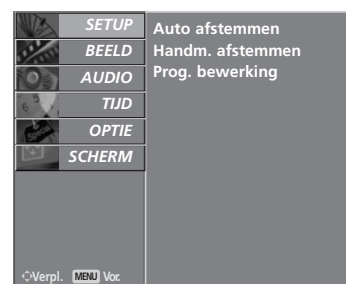 SETUP
BEELD
AUDIO
TIJD
OPTIE
SCHERM
Auto afstemmen
Handm. afstemmen
Prog. bewerking
Verpl. MENU Vor.